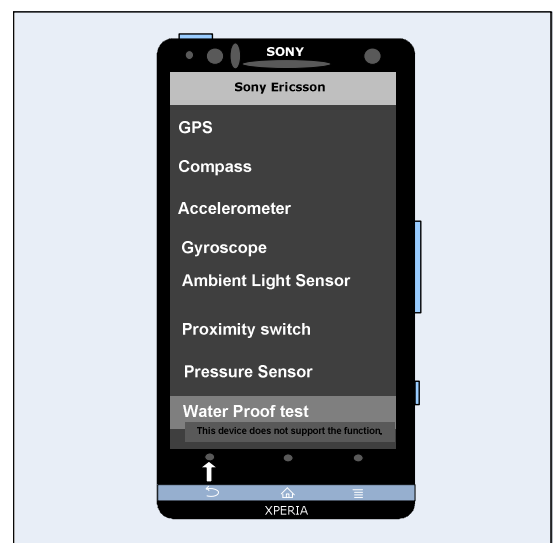 SONY
Sony Ericsson
GPS
Compass
Accelerometer
Gyroscope
Ambient Light Sensor
Proximity switch
Pressure Sensor
Water Proof test
This device does not support the function,
XPERIA